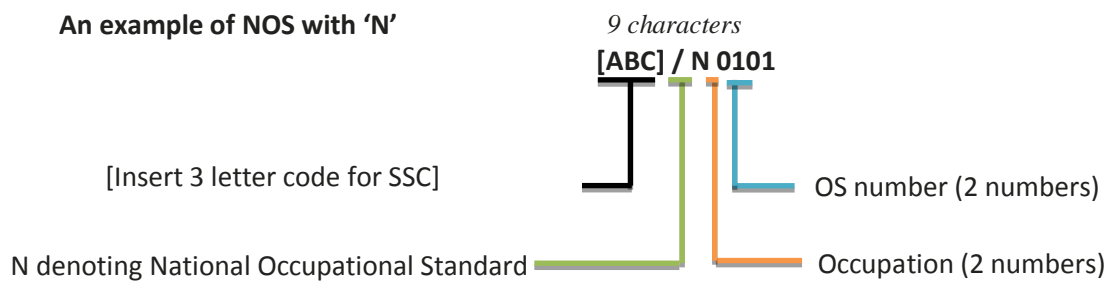 An example of NOS with ‘N’
9 characters
[ABC] / N 0101
[Insert 3 letter code for SSC]
OS number (2 numbers)
N denoting National Occupational Standard
Occupation (2 numbers)